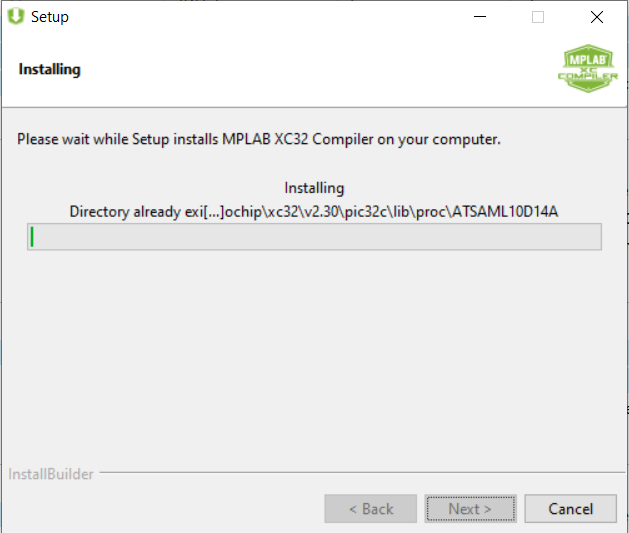 Setup
Installing
MPLAB
XC
COMPILER
Please wait while Setup installs MPLAB XC32 Compiler on your computer.
Installing
Directory already exi[...]ochip\xc32\v2.30\pic32c\lib\proc\ATSAML10D14A
InstallBuilder
< Back
Next >
Cancel